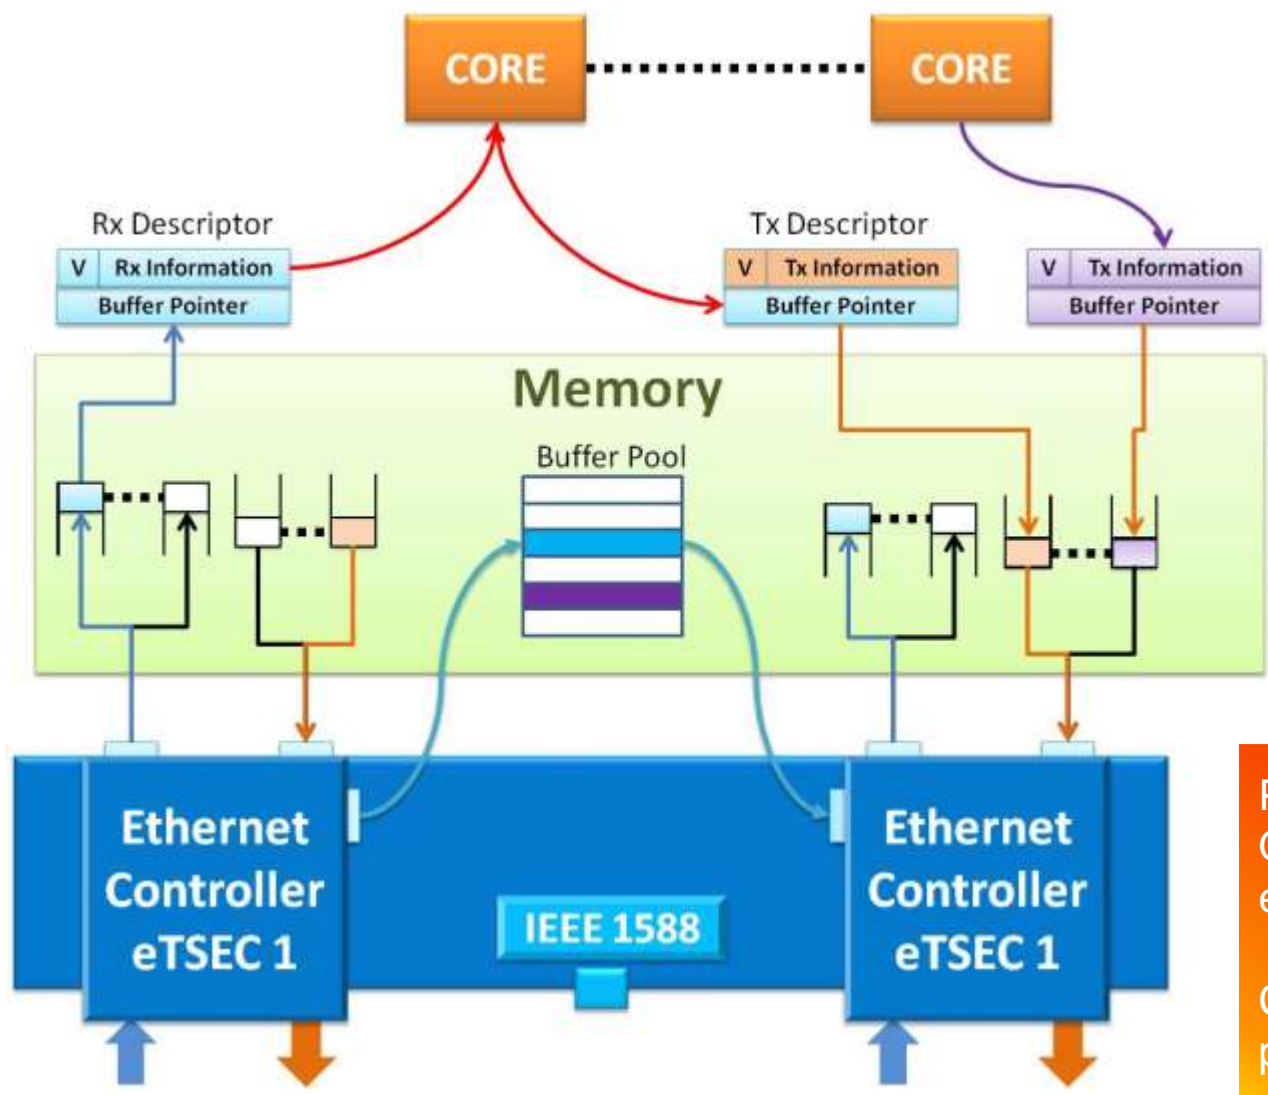 CORE
CORE
Rx Descriptor
V Rx Information
Buffer Pointer
Tx Descriptor
V Tx Information
Buffer Pointer
V Tx Information
Buffer Pointer
Memory
Buffer Pool
Ethernet
Controller
eTSEC 1
IEEE 1588
Ethernet
Controller
eTSEC 1